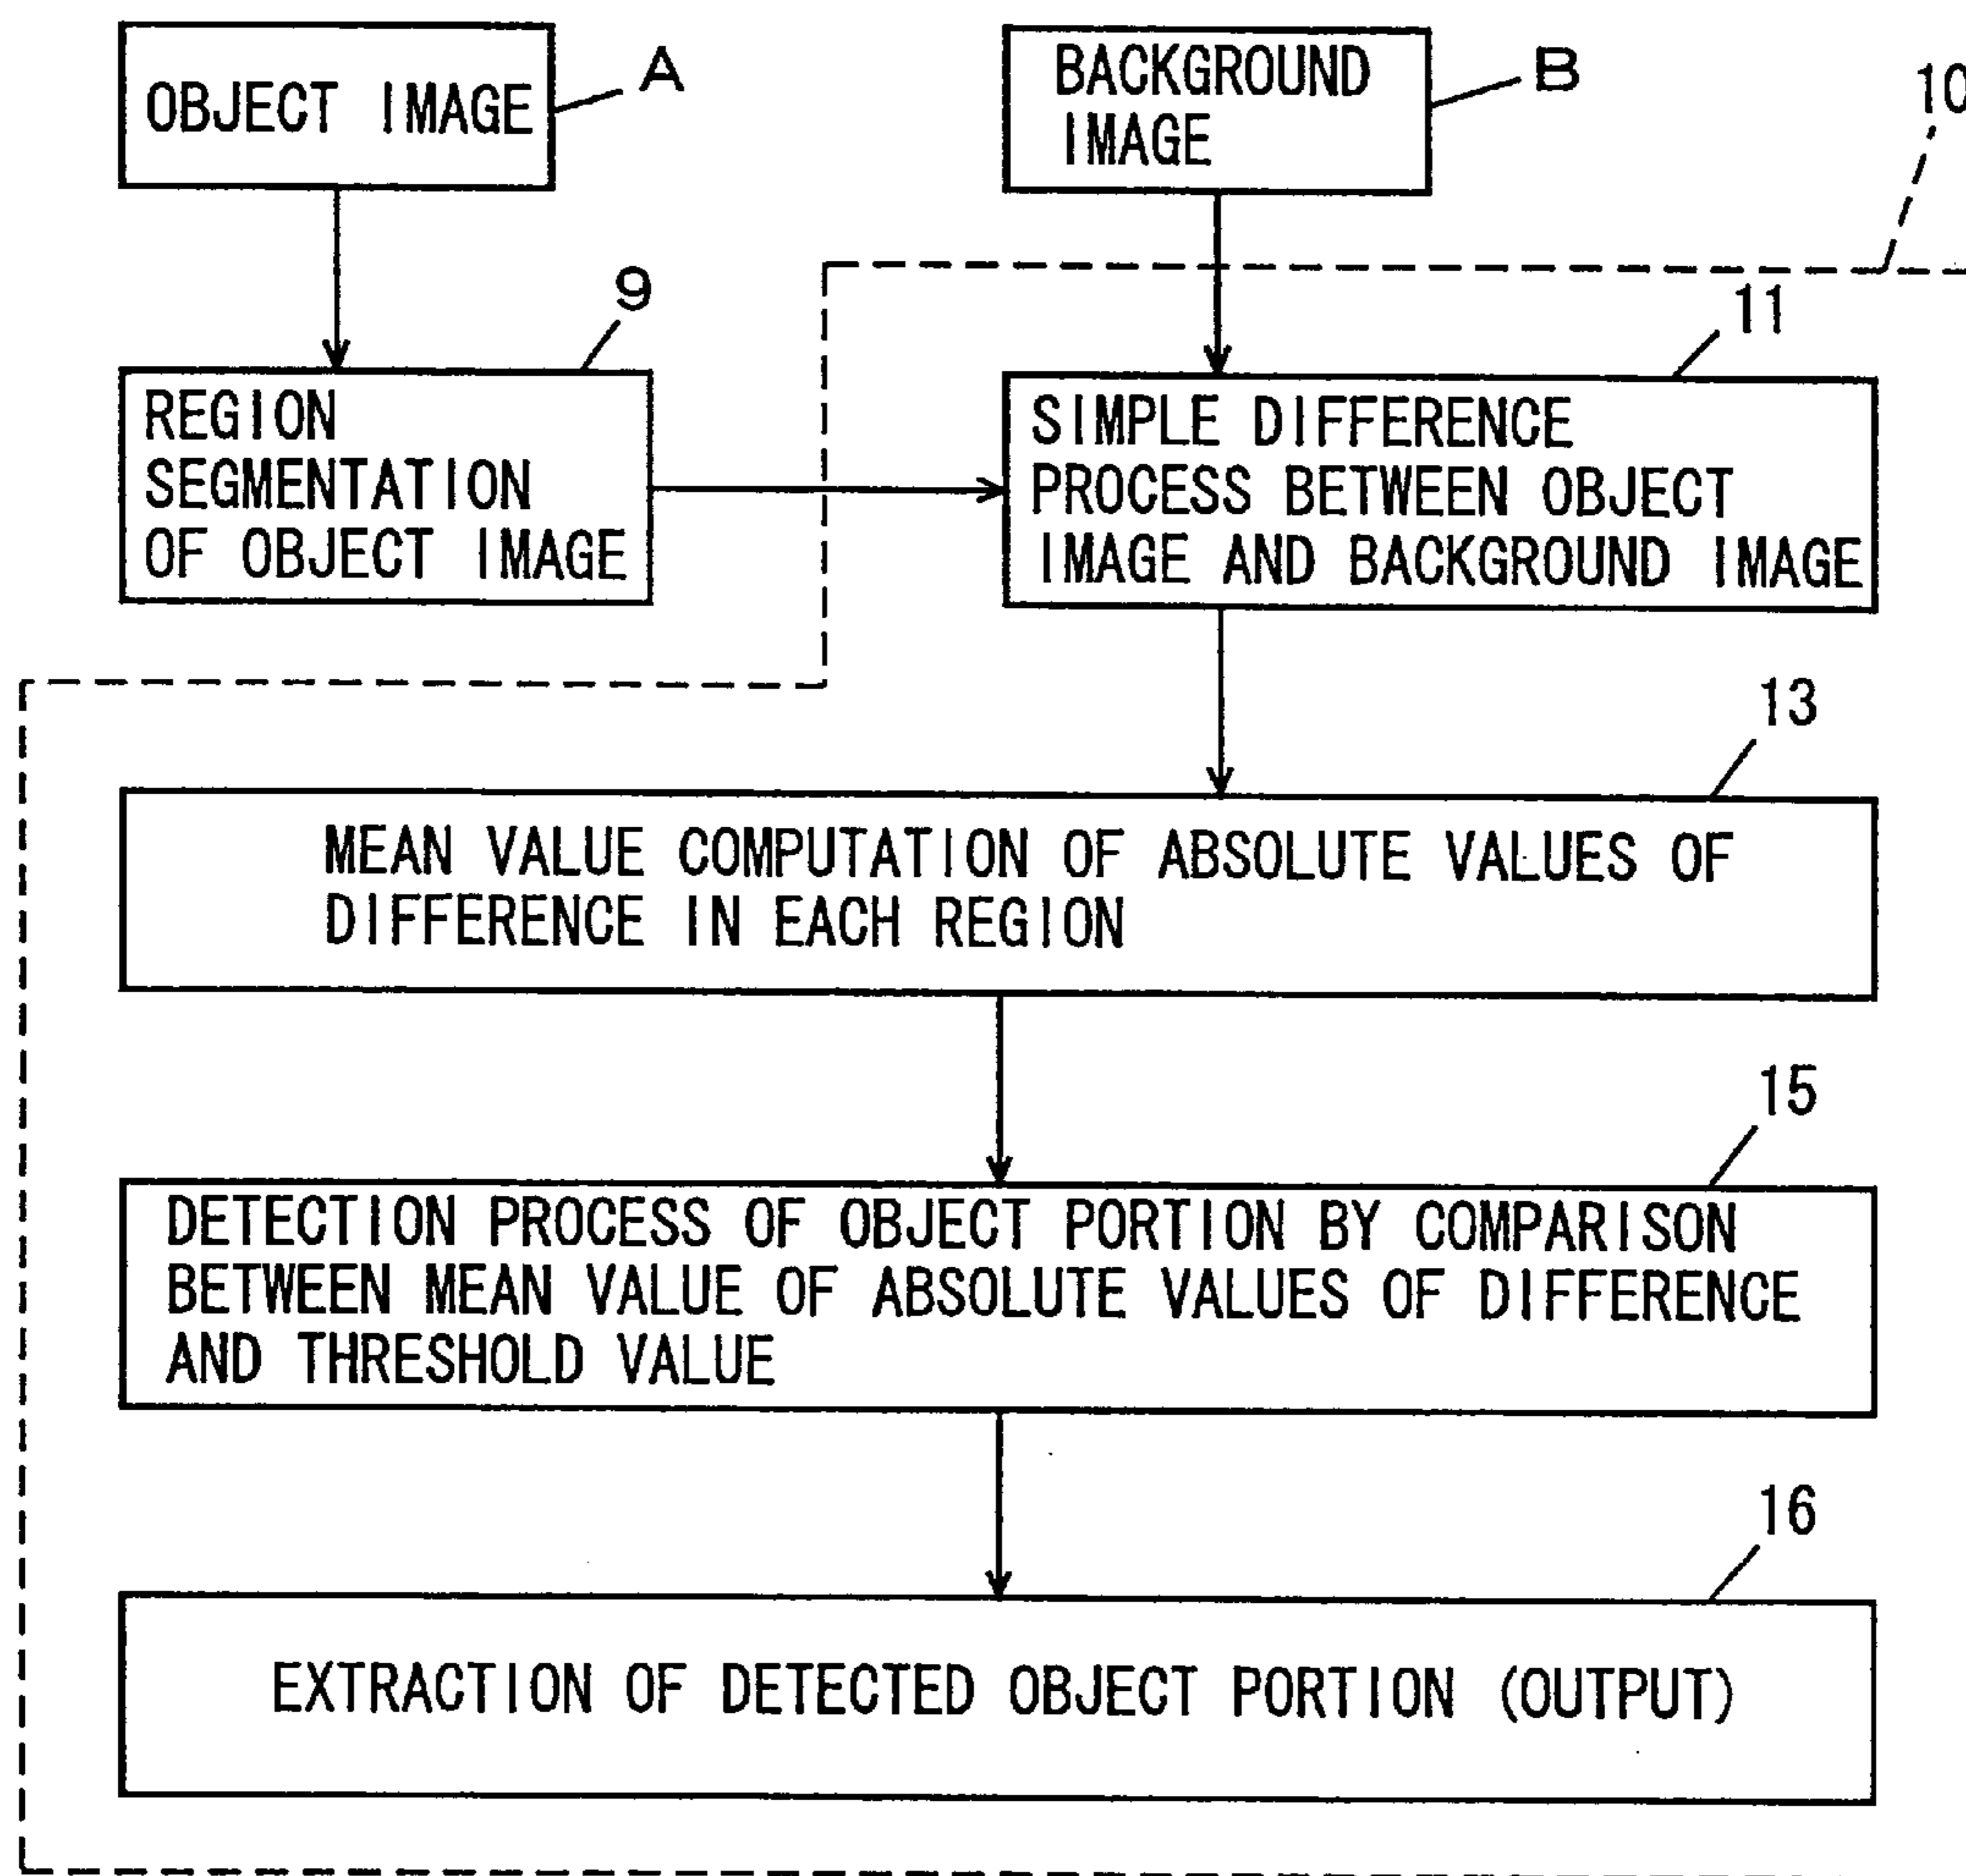 OBJECT IMAGE
A
BACKGROUND
IMAGE
B
10
9
REGION
SEGMENTATION
OF OBJECT IMAGE
11
SIMPLE DIFFERENCE
PROCESS BETWEEN OBJECT
IMAGE AND BACKGROUND IMAGE
13
MEAN VALUE COMPUTATION OF ABSOLUTE VALUES OF
DIFFERENCE IN EACH REGION
15
DETECTION PROCESS OF OBJECT PORTION BY COMPARISON
BETWEEN MEAN VALUE OF ABSOLUTE VALUES OF DIFFERENCE
AND THRESHOLD VALUE
16
EXTRACTION OF DETECTED OBJECT PORTION (OUTPUT)